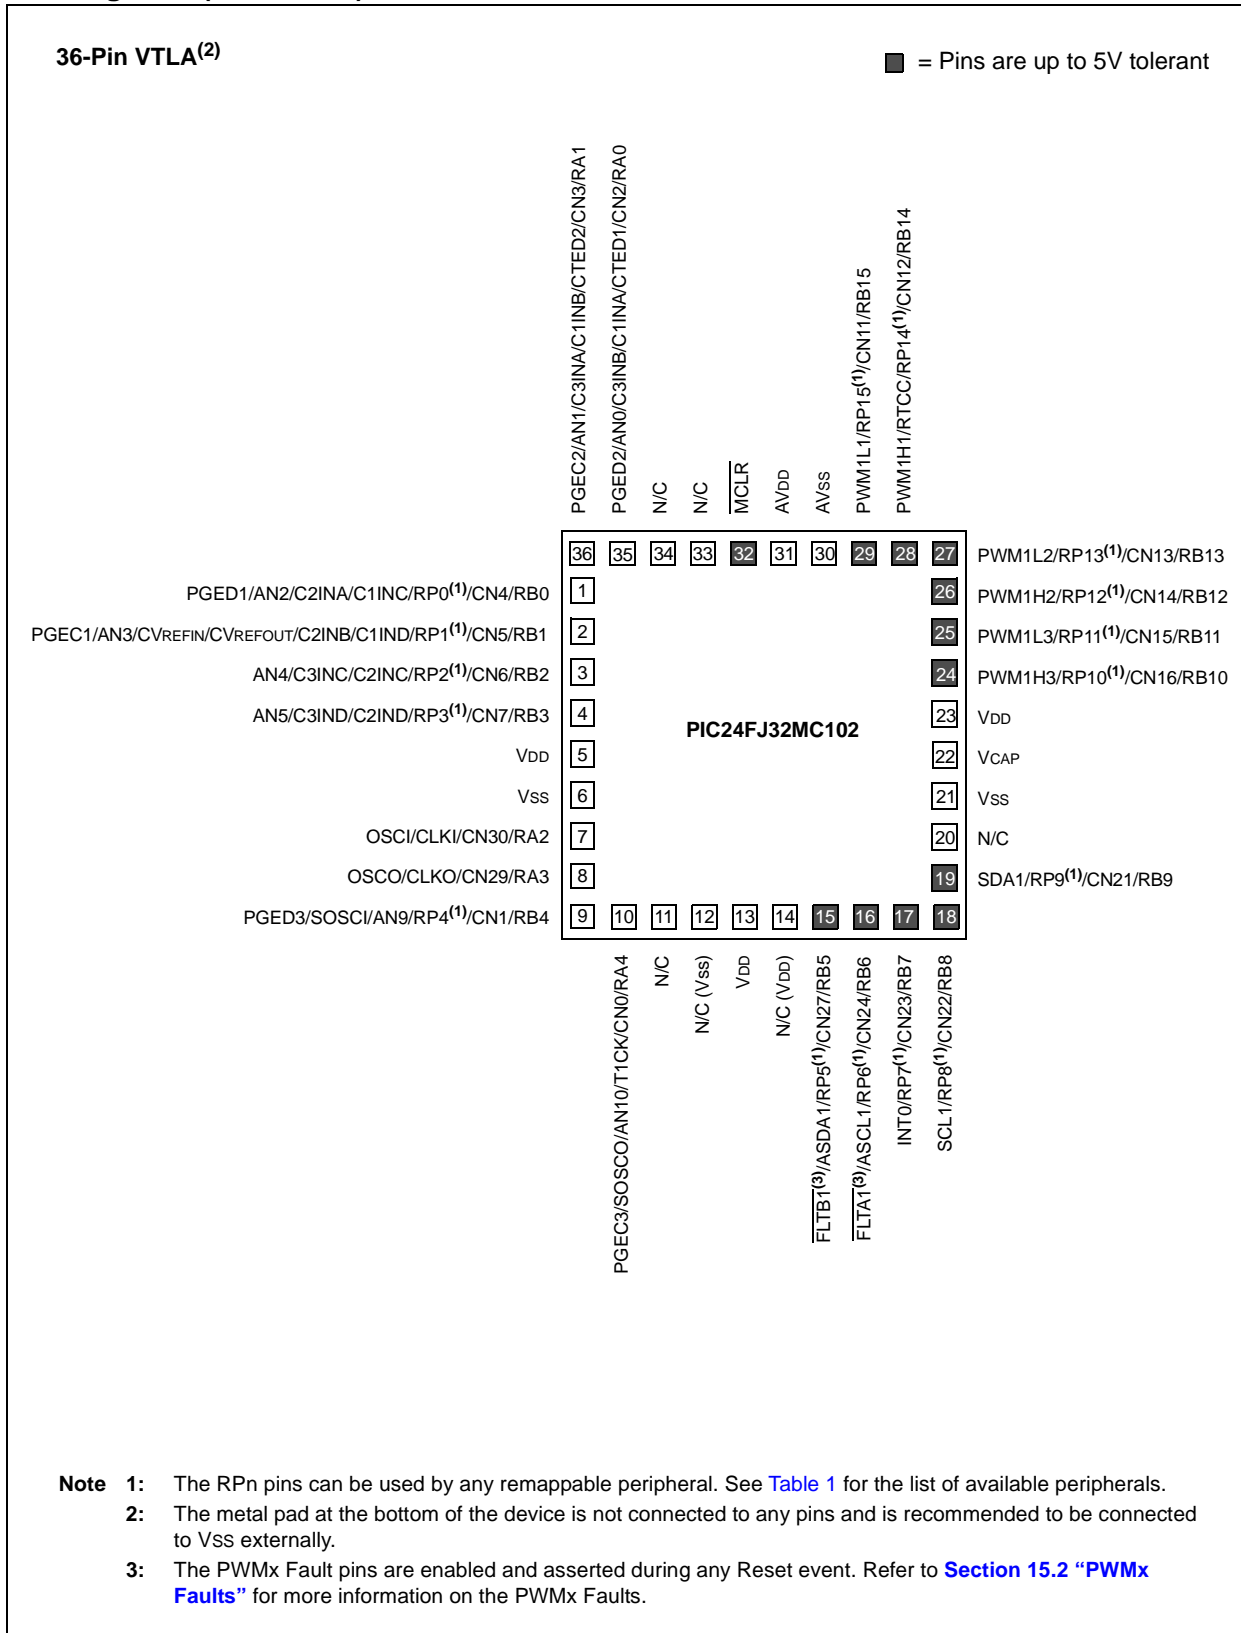 36-Pin VTLA(2)
= Pins are up to 5V tolerant
PGEC2/AN1/C3INA/C1INB/CTED2/CN3/RA1
PGED2/AN0/C3INB/C1INA/CTED1/CN2/RA0
N/C
N/C
MCLR
AVDD
AVSS
PWM1L1/RP15(1)/CN11/RB15
PWM1H1/RTCC/RP14(1)/CN12/RB14
36 35 34 33 32 31 30 29 28 27 PWM1L2/RP13(1)/CN13/RB13
PGED1/AN2/C2INA/C1INC/RP0(1)/CN4/RB0 1 26 PWM1H2/RP12(1)/CN14/RB12
PGEC1/AN3/CVREFIN/CVREFOUT/C2INB/C1IND/RP1(1)/CN5/RB1 2 25 PWM1L3/RP11(1)/CN15/RB11
AN4/C3INC/C2INC/RP2(1)/CN6/RB2 3 24 PWM1H3/RP10(1)/CN16/RB10
AN5/C3IND/C2IND/RP3(1)/CN7/RB3 4 23 VDD
PIC24FJ32MC102
VDD 5 22 VCAP
VSS 6 21 VSS
OSCI/CLKI/CN30/RA2 7 20 N/C
OSCO/CLKO/CN29/RA3 8 19 SDA1/RP9(1)/CN21/RB9
PGED3/SOSCI/AN9/RP4(1)/CN1/RB4 9 10 11 12 13 14 15 16 17 18
PGEC3/SOSCO/AN10/T1CK/CN0/RA4
N/C
N/C (Vss)
VDD
N/C (VDD)
FLTB1(3)/ASDA1/RP5(1)/CN27/RB5
FLTA1(3)/ASCL1/RP6(1)/CN24/RB6
INT0/RP7(1)/CN23/RB7
SCL1/RP8(1)/CN22/RB8
Note 1: The RPn pins can be used by any remappable peripheral. See Table 1 for the list of available peripherals.
2: The metal pad at the bottom of the device is not connected to any pins and is recommended to be connected
to VSS externally.
3: The PWMx Fault pins are enabled and asserted during any Reset event. Refer to Section 15.2 “PWMx
Faults” for more information on the PWMx Faults.